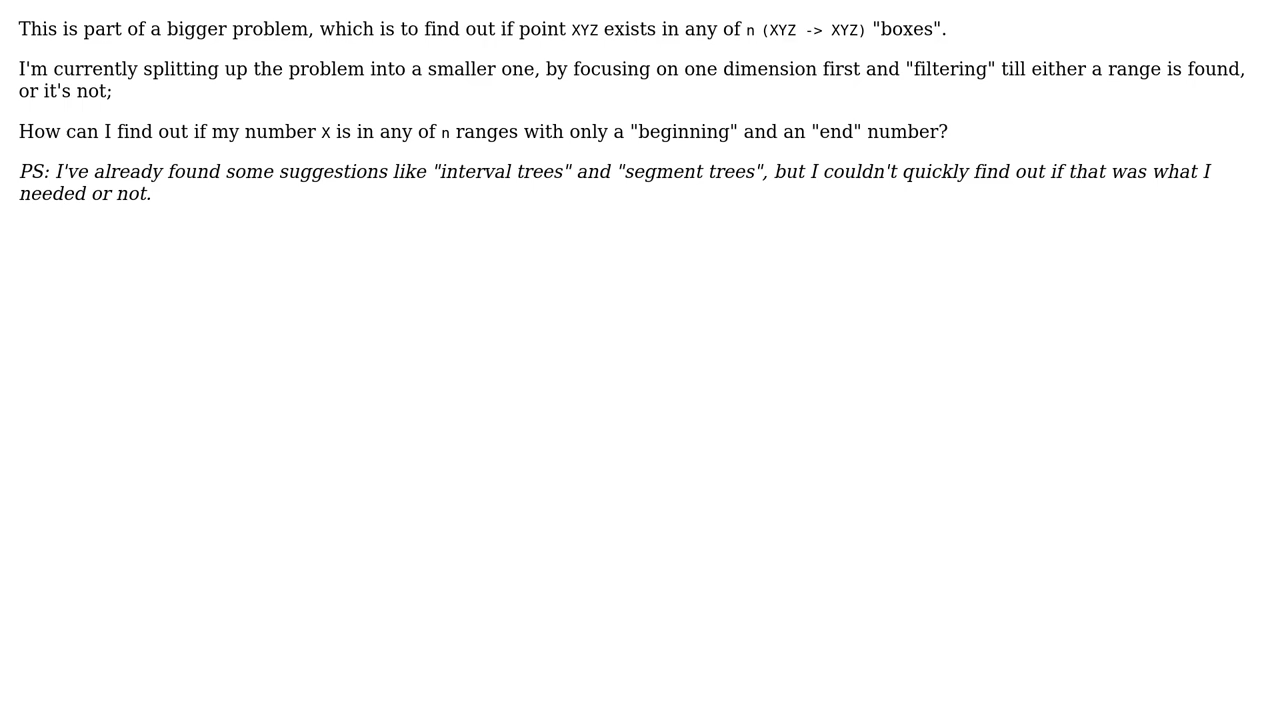 This is part of a bigger problem, which is to find out if point XYZ exists in any of n (XYZ -> XYZ) "boxes".
I'm currently splitting up the problem into a smaller one, by focusing on one dimension first and "filtering" till either a range is found,
or it's not;
How can I find out if my number X is in any of n ranges with only a "beginning" and an "end" number?
PS: I've already found some suggestions like "interval trees" and "segment trees", but I couldn't quickly find out if that was what I
needed or not.